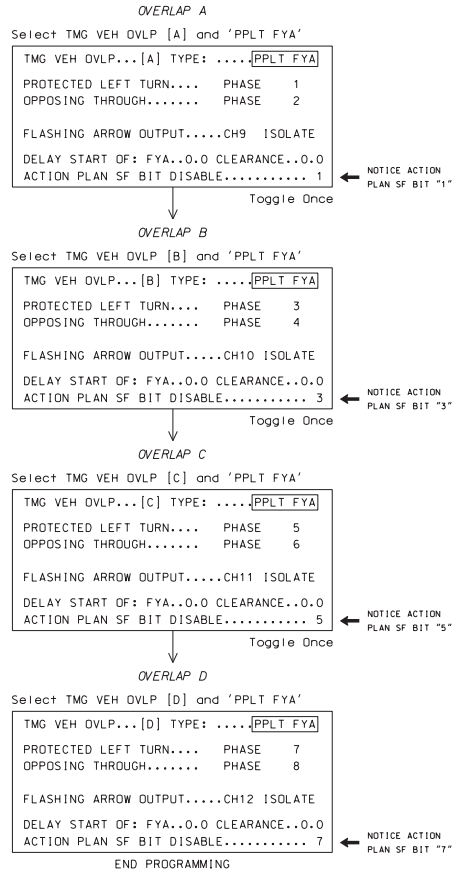 OVERLAP A
Select TMG VEH OVLP [A] and 'PPLT FYA'
TMG VEH OVLP...[A] TYPE: .....PPLT FYA
PROTECTED LEFT TURN.... PHASE 1
OPPOSING THROUGH....... PHASE 2
FLASHING ARROW OUTPUT.....CH9 ISOLATE
DELAY START OF: FYA..0.0 CLEARANCE..0.0
ACTION PLAN SF BIT DISABLE........... 1
NOTICE ACTION
PLAN SF BIT "1"
Toggle Once
OVERLAP B
Select TMG VEH OVLP [B] and 'PPLT FYA'
TMG VEH OVLP...[B] TYPE: .....PPLT FYA
PROTECTED LEFT TURN.... PHASE 3
OPPOSING THROUGH....... PHASE 4
FLASHING ARROW OUTPUT.....CH10 ISOLATE
DELAY START OF: FYA..0.0 CLEARANCE..0.0
ACTION PLAN SF BIT DISABLE........... 3
NOTICE ACTION
PLAN SF BIT "3"
Toggle Once
OVERLAP C
Select TMG VEH OVLP [C] and 'PPLT FYA'
TMG VEH OVLP...[C] TYPE: .....PPLT FYA
PROTECTED LEFT TURN.... PHASE 5
OPPOSING THROUGH....... PHASE 6
FLASHING ARROW OUTPUT.....CH11 ISOLATE
DELAY START OF: FYA..0.0 CLEARANCE..0.0
ACTION PLAN SF BIT DISABLE........... 5
NOTICE ACTION
PLAN SF BIT "5"
Toggle Once
OVERLAP D
Select TMG VEH OVLP [D] and 'PPLT FYA'
TMG VEH OVLP...[D] TYPE: .....PPLT FYA
PROTECTED LEFT TURN.... PHASE 7
OPPOSING THROUGH....... PHASE 8
FLASHING ARROW OUTPUT.....CH12 ISOLATE
DELAY START OF: FYA..0.0 CLEARANCE..0.0
ACTION PLAN SF BIT DISABLE........... 7
NOTICE ACTION
PLAN SF BIT "7"
END PROGRAMMING